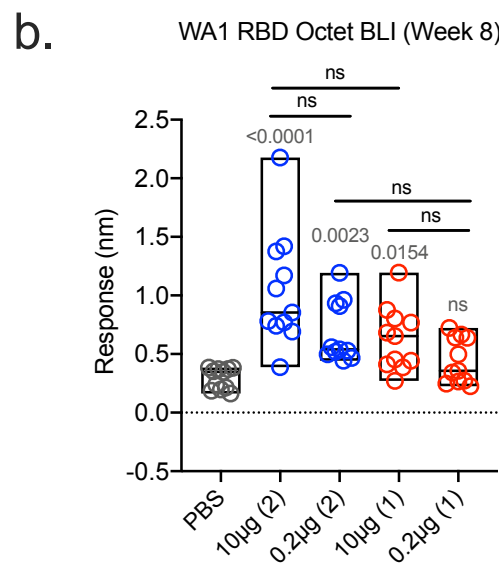 b.
WA1 RBD Octet BLI (Week 8)
ns
ns
<0.0001
ns
0.0023
ns
0.0154
ns
Response (nm)
2.5
2.0
1.5
1.0
0.5
0.0
-0.5
PBS
10µg (2)
0.2µg (2)
10µg (1)
0.2µg (1)